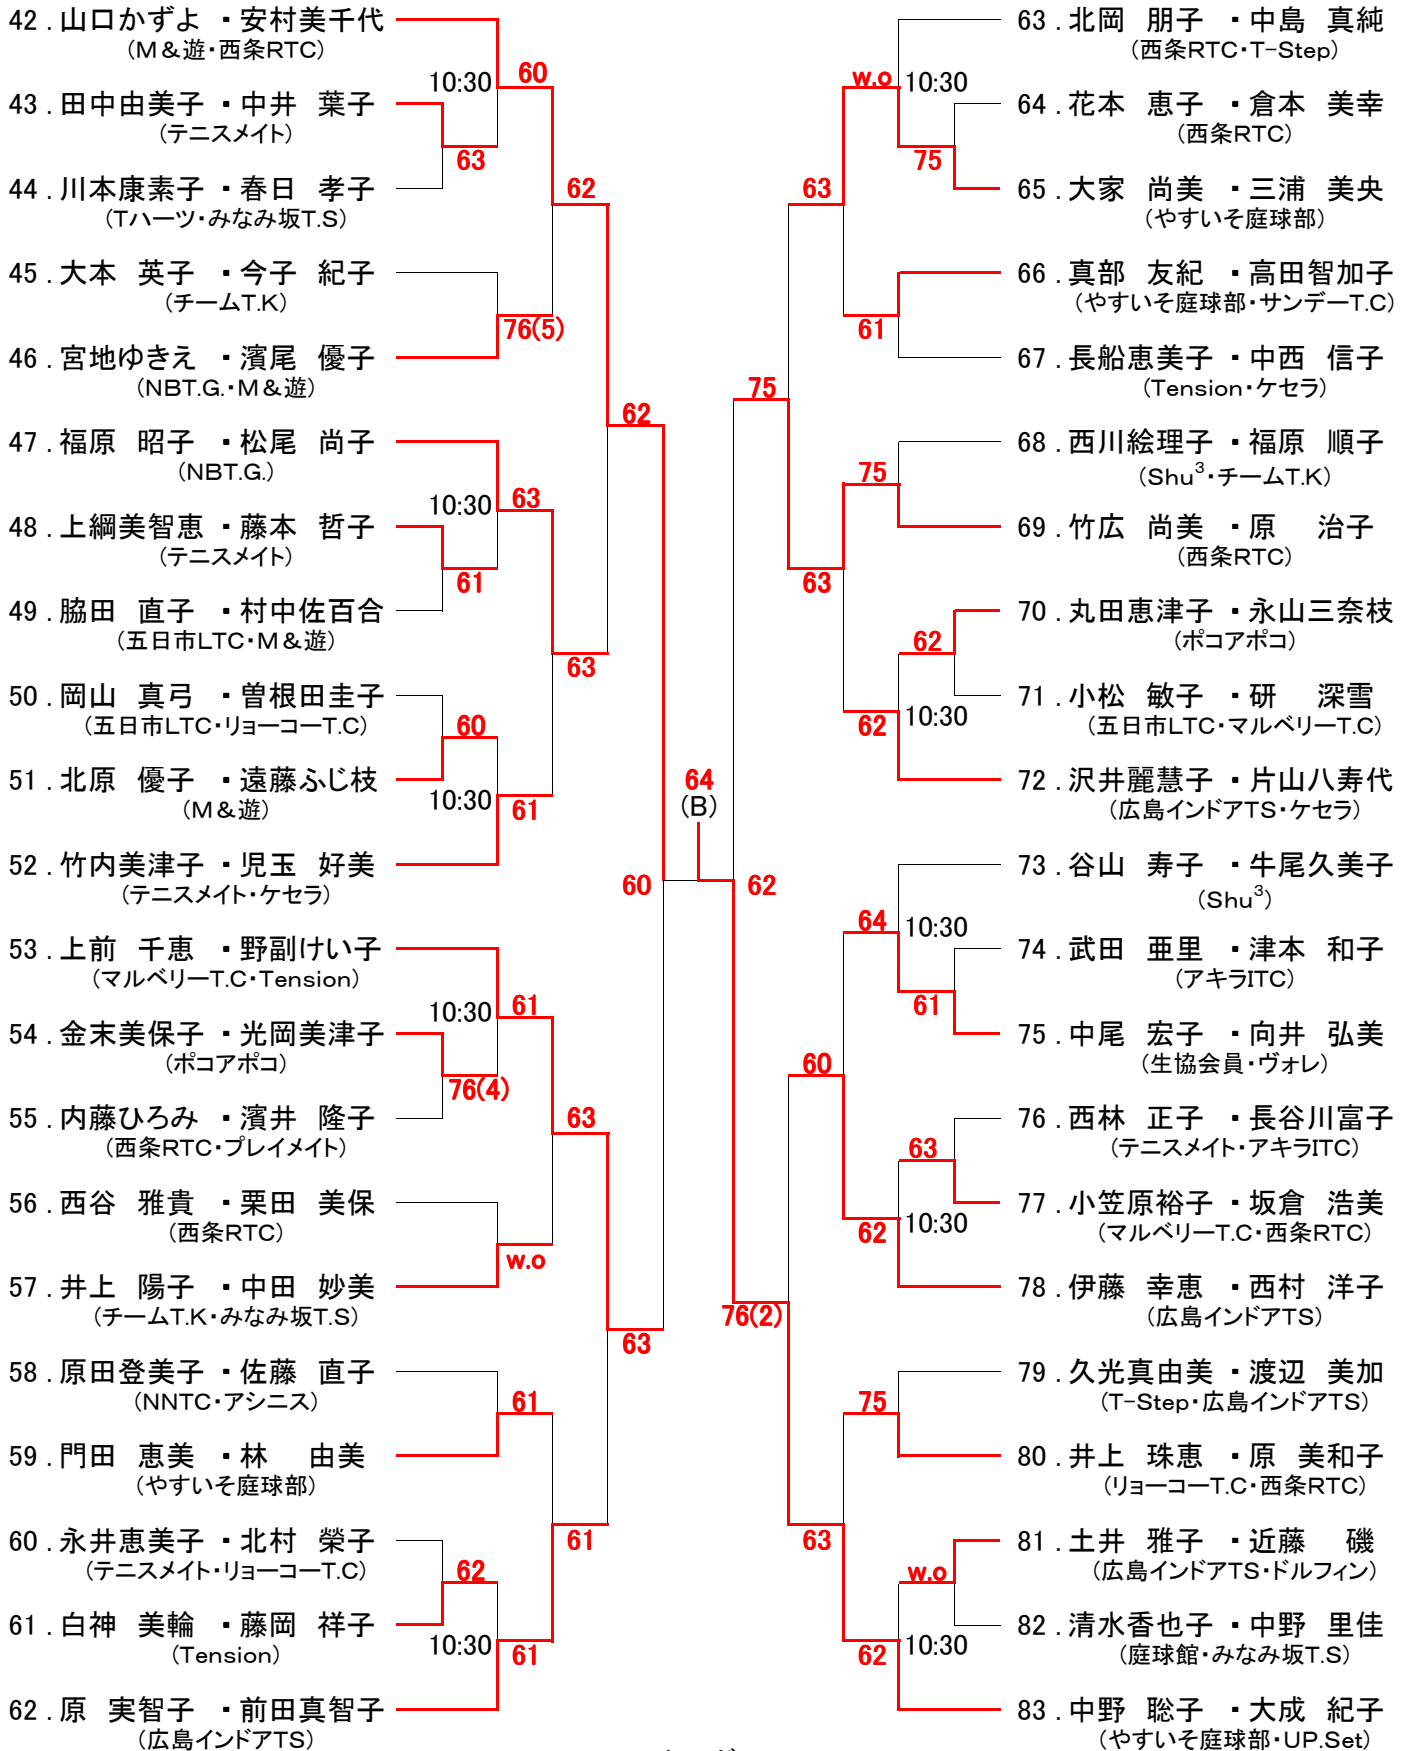 42．山口かずよ ・安村美千代
（Ｍ＆遊・西条RTC）
10:30
60
43．田中由美子 ・中井 葉子
（テニスメイト）
63
44．川本康素子 ・春日 孝子
（Tハーツ・みなみ坂T.S）
62
45．大本 英子 ・今子 紀子
（チームT.K）
76(5)
46．宮地ゆきえ ・濱尾 優子
（NBT.G.・Ｍ＆遊）
62
47．福原 昭子 ・松尾 尚子
（NBT.G.）
10:30
63
48．上綱美智恵 ・藤本 哲子
（テニスメイト）
61
49．脇田 直子 ・村中佐百合
（五日市LTC・Ｍ＆遊）
63
50．岡山 真弓 ・曽根田圭子
（五日市LTC・リョーコーT.C）
60
51．北原 優子 ・遠藤ふじ枝
（Ｍ＆遊）
10:30
61
52．竹内美津子 ・児玉 好美
（テニスメイト・ケセラ）
60
53．上前 千恵 ・野副けい子
（マルベリーT.C・Tension）
10:30
61
54．金末美保子 ・光岡美津子
（ポコアポコ）
76(4)
55．内藤ひろみ ・濱井 隆子
（西条RTC・プレイメイト）
63
56．西谷 雅貴 ・栗田 美保
（西条RTC）
w.o
57．井上 陽子 ・中田 妙美
（チームT.K・みなみ坂T.S）
63
58．原田登美子 ・佐藤 直子
（NNTC・アシニス）
61
59．門田 恵美 ・林 由美
（やすいそ庭球部）
61
60．永井恵美子 ・北村 榮子
（テニスメイト・リョーコーT.C）
62
61．白神 美輪 ・藤岡 祥子
（Tension）
10:30
61
62．原 実智子 ・前田真智子
（広島インドアTS）
64
（B）
62
63．北岡 朋子 ・中島 真純
（西条RTC・T-Step）
w.o
10:30
64．花本 恵子 ・倉本 美幸
（西条RTC）
75
65．大家 尚美 ・三浦 美央
（やすいそ庭球部）
63
66．真部 友紀 ・高田智加子
（やすいそ庭球部・サンデーT.C）
61
67．長船恵美子 ・中西 信子
（Tension・ケセラ）
75
68．西川絵理子 ・福原 順子
（Shu³・チームT.K）
75
69．竹広 尚美 ・原 治子
（西条RTC）
63
70．丸田恵津子 ・永山三奈枝
（ポコアポコ）
62
71．小松 敏子 ・研 深雪
（五日市LTC・マルベリーT.C）
62
10:30
72．沢井麗慧子 ・片山八寿代
（広島インドアTS・ケセラ）
73．谷山 寿子 ・牛尾久美子
（Shu³）
64
10:30
74．武田 亜里 ・津本 和子
（アキラITC）
61
75．中尾 宏子 ・向井 弘美
（生協会員・ヴォレ）
60
76．西林 正子 ・長谷川富子
（テニスメイト・アキラITC）
63
77．小笠原裕子 ・坂倉 浩美
（マルベリーT.C・西条RTC）
62
10:30
78．伊藤 幸恵 ・西村 洋子
（広島インドアTS）
76(2)
79．久光真由美 ・渡辺 美加
（T-Step・広島インドアTS）
75
80．井上 珠恵 ・原 美和子
（リョーコーT.C・西条RTC）
63
81．土井 雅子 ・近藤 磯
（広島インドアTS・ドルフィン）
w.o
82．清水香也子 ・中野 里佳
（庭球館・みなみ坂T.S）
62
10:30
83．中野 聡子 ・大成 紀子
（やすいそ庭球部・UP.Set）